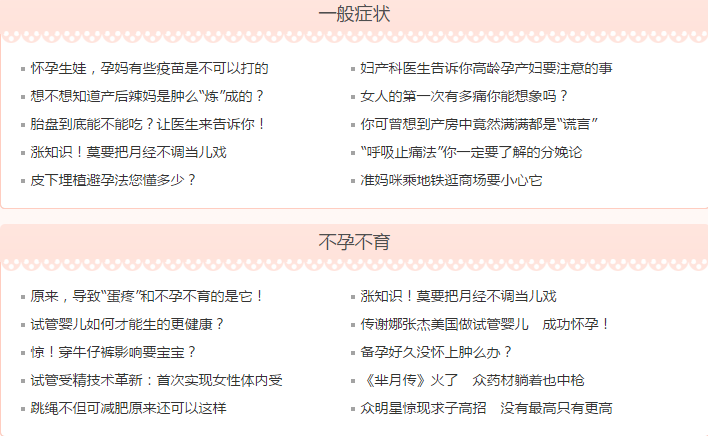 一般症状
怀孕生娃，孕妈有些疫苗是不可以打的
妇产科医生告诉你高龄孕产妇要注意的事
想不想知道产后辣妈是肿么“炼”成的？
女人的第一次有多痛你能想象吗？
胎盘到底能不能吃？让医生来告诉你！
你可曾想到产房中竟然满满都是“谎言”
涨知识！莫要把月经不调当儿戏
“呼吸止痛法”你一定要了解的分娩论
皮下埋植避孕法您懂多少？
准妈咪乘地铁逛商场要小心它
不孕不育
原来，导致“蛋疼”和不孕不育的是它！
涨知识！莫要把月经不调当儿戏
试管婴儿如何才能生的更健康？
传谢娜张杰美国做试管婴儿　成功怀孕！
惊！穿牛仔裤影响要宝宝？
备孕好久没怀上肿么办？
试管受精技术革新：首次实现女性体内受
《芈月传》火了　众药材躺着也中枪
跳绳不但可减肥原来还可以这样
众明星惊现求子高招　没有最高只有更高